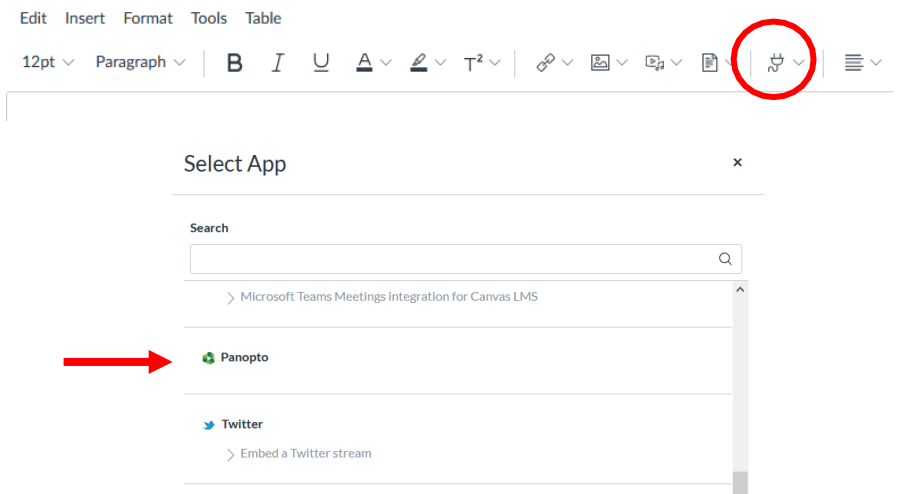 Edit Insert Format Tools Table
12pt Paragraph B I U A T²
Select App ×
Search
Microsoft Teams Meetings integration for Canvas LMS
Panopto
Twitter
Embed a Twitter stream